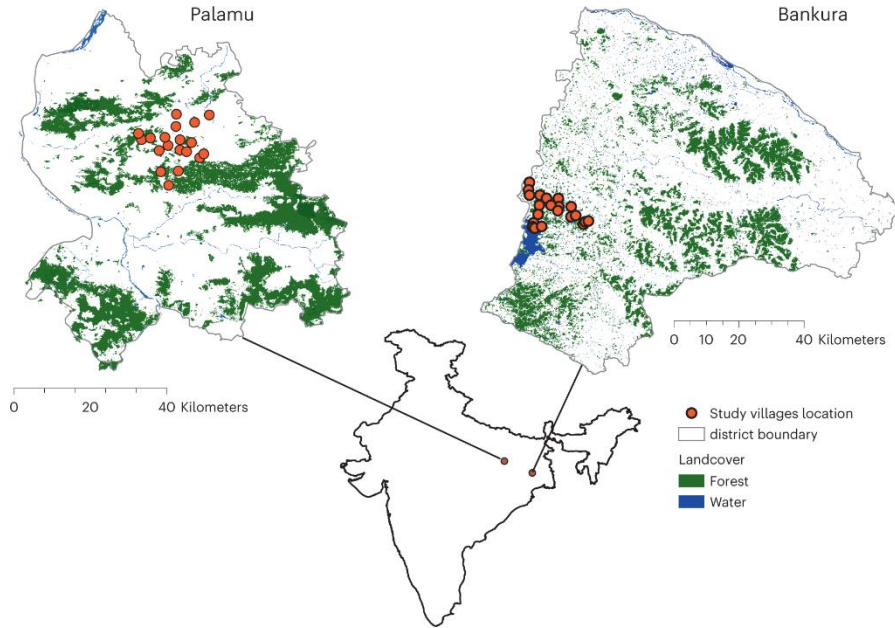 Palamu
Bankura
0 10 20 40 Kilometers
0 20 40 Kilometers
Study villages location
district boundary
Landcover
Forest
Water